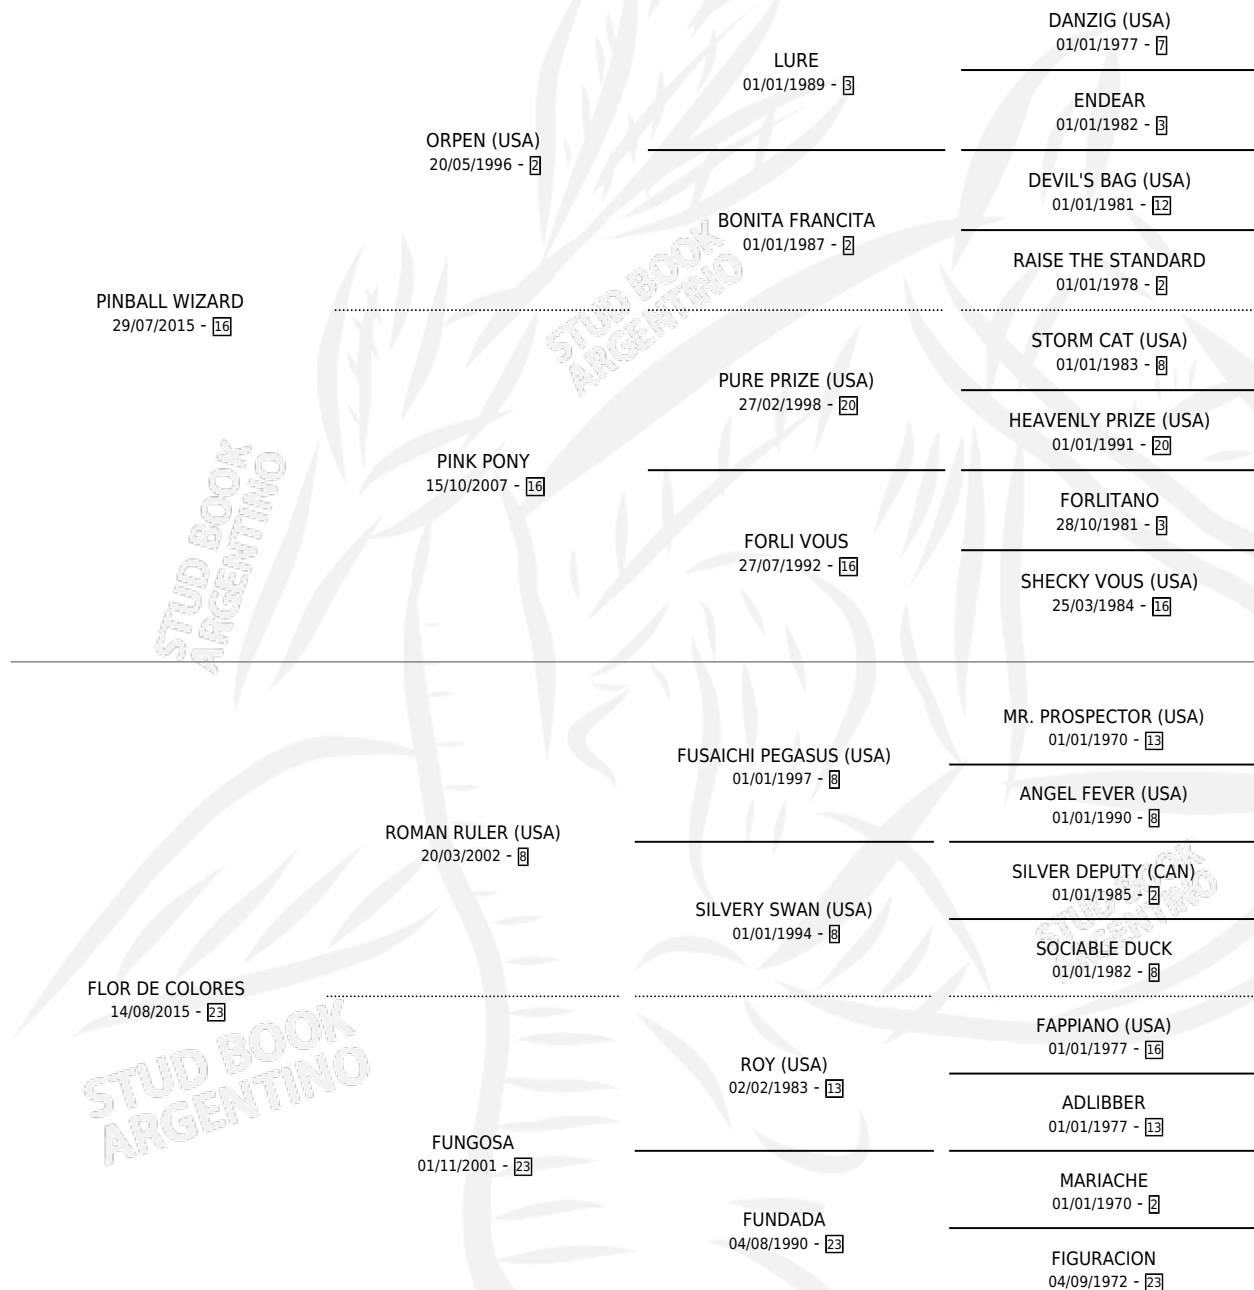 DANZIG (USA)
01/01/1977 - 7
LURE
01/01/1989 - 3
ENDEAR
01/01/1982 - 3
ORPEN (USA)
20/05/1996 - 2
DEVIL'S BAG (USA)
01/01/1981 - 12
BONITA FRANCITA
01/01/1987 - 2
RAISE THE STANDARD
01/01/1978 - 2
PINBALL WIZARD
29/07/2015 - 16
STORM CAT (USA)
01/01/1983 - 8
PURE PRIZE (USA)
27/02/1998 - 20
HEAVENLY PRIZE (USA)
01/01/1991 - 20
PINK PONY
15/10/2007 - 16
FORLITANO
28/10/1981 - 3
FORLI VOUS
27/07/1992 - 16
SHECKY VOUS (USA)
25/03/1984 - 16
MR. PROSPECTOR (USA)
01/01/1970 - 13
FUSAICHI PEGASUS (USA)
01/01/1997 - 8
ANGEL FEVER (USA)
01/01/1990 - 8
ROMAN RULER (USA)
20/03/2002 - 8
SILVER DEPUTY (CAN)
01/01/1985 - 2
SILVERY SWAN (USA)
01/01/1994 - 8
SOCIABLE DUCK
01/01/1982 - 8
FLOR DE COLORES
14/08/2015 - 23
FAPPIANO (USA)
01/01/1977 - 16
ROY (USA)
02/02/1983 - 13
ADLIBBER
01/01/1977 - 13
FUNGOSA
01/11/2001 - 23
MARIACHE
01/01/1970 - 2
FUNDADA
04/08/1990 - 23
FIGURACION
04/09/1972 - 23
STUD BOOK
ARGENTINO
STUD BOOK
ARGENTINO
STUD BOOK
ARGENTINO
STUD BOOK
ARGENTINO